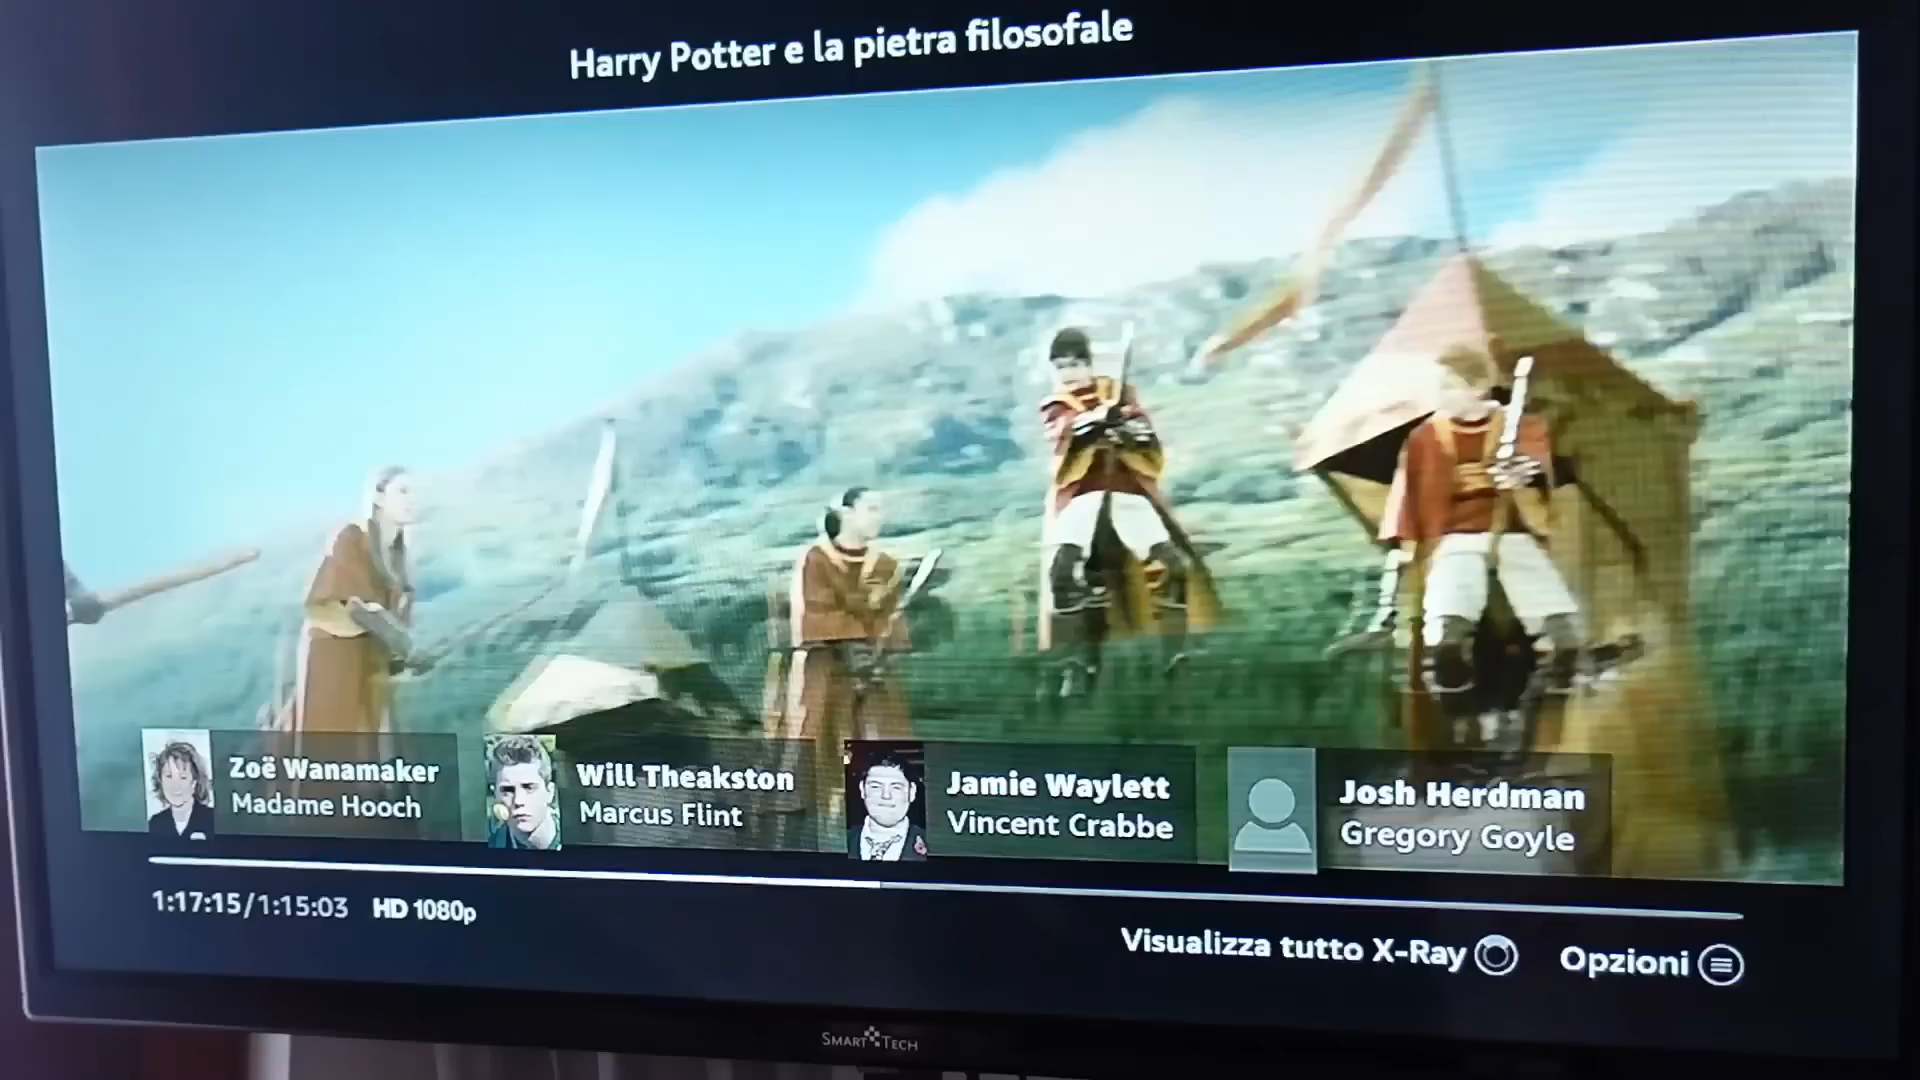 Harry Potter e la pietra filosofale
Zoë Wanamaker
Madame Hooch
Will Theakston
Marcus Flint
Jamie Waylett
Vincent Crabbe
Josh Herdman
Gregory Goyle
1:17:15/1:15:03 HD 1080p
Visualizza tutto X-Ray Opzioni
SMART TECH